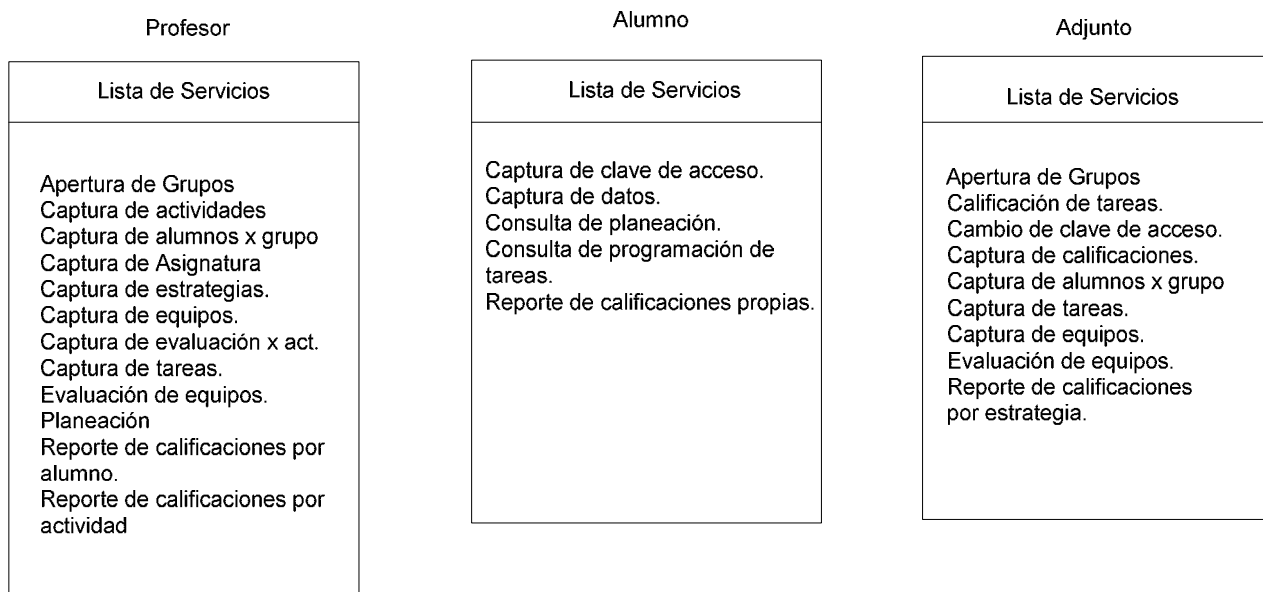 Profesor
Lista de Servicios
Apertura de Grupos
Captura de actividades
Captura de alumnos x grupo
Captura de Asignatura
Captura de estrategias.
Captura de equipos.
Captura de evaluación x act.
Captura de tareas.
Evaluación de equipos.
Planeación
Reporte de calificaciones por
alumno.
Reporte de calificaciones por
actividad
Alumno
Lista de Servicios
Captura de clave de acceso.
Captura de datos.
Consulta de planeación.
Consulta de programación de
tareas.
Reporte de calificaciones propias.
Adjunto
Lista de Servicios
Apertura de Grupos
Calificación de tareas.
Cambio de clave de acceso.
Captura de calificaciones.
Captura de alumnos x grupo
Captura de tareas.
Captura de equipos.
Evaluación de equipos.
Reporte de calificaciones
por estrategia.